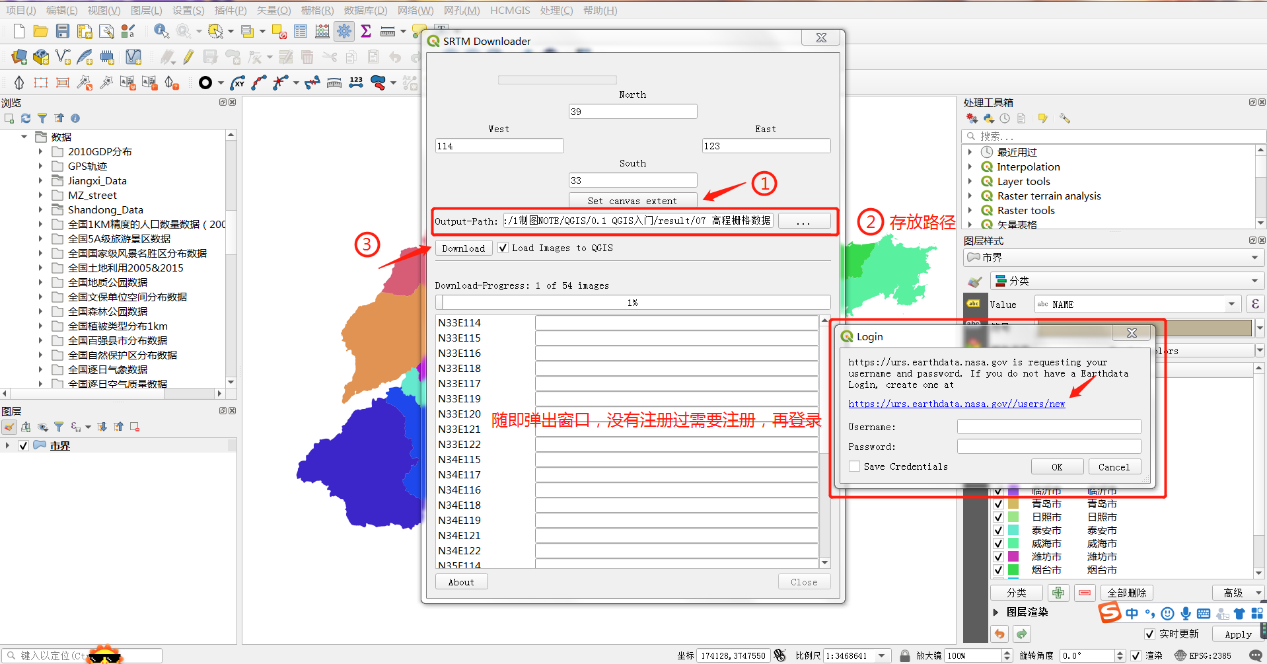 项目(J) 编辑(E) 视图(V) 图层(L) 设置(S) 插件(P) 矢量(O) 栅格(R) 数据库(D) 网络(W) 网孔(M) HCMGIS 处理(C) 帮助(H)
SRTM Downloader
North
39
West
East
114
123
South
33
Set canvas extent
①
Output-Path:
:/1制图NOTE/QGIS/0.1 QGIS入门/result/07 高程栅格数据
...
② 存放路径
③
Download
Load Images to QGIS
Download-Progress: 1 of 54 images
1%
N33E114
N33E115
N33E116
N33E118
N33E117
N33E119
N33E120
N33E121
N33E122
N34E115
N34E117
N34E116
N34E118
N34E119
N34E121
N34E122
N35E114
About
Close
随即弹出窗口，没有注册过需要注册，再登录
Login
https://urs.earthdata.nasa.gov is requesting your
username and password. If you do not have a Earthdata
Login, create one at
https://urs.earthdata.nasa.gov//users/new
Username:
Password:
Save Credentials
OK
Cancel
浏览
数据
2010GDP分布
GPS轨迹
Jiangxi_Data
MZ_street
Shandong_Data
全国1KM精度的人口数量数据（200
全国5A级旅游景区数据
全国国家级风景名胜区分布数据
全国土地利用2005&2015
全国地质公园数据
全国文保单位空间分布数据
全国森林公园数据
全国植被类型分布1km
全国百强县市分布数据
全国自然保护区分布数据
全国逐日气象数据
全国逐日空气质量数据
图层
市界
处理工具箱
搜索...
最近用过
Interpolation
Layer tools
Raster terrain analysis
Raster tools
矢量表格
图层样式
市界
分类
Value
abc NAME
临沂市 临沂市
青岛市 青岛市
日照市 日照市
泰安市 泰安市
威海市 威海市
潍坊市 潍坊市
烟台市 烟台市
分类
全部删除
高级
图层渲染
中
实时更新
Apply
坐标 174128,3747550
比例尺 1:3468641
放大镜 100%
旋转角度 0.0°
渲染
EPSG:2385